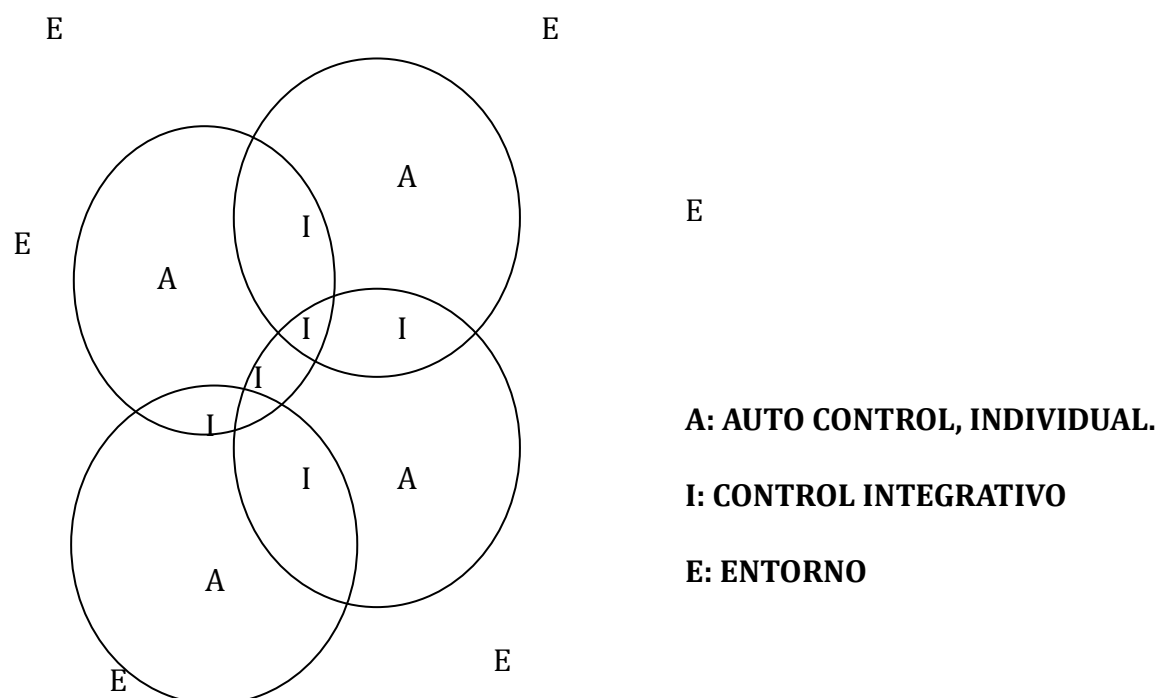 E
E
A
E
I
E
A
I
I
I
A: AUTO CONTROL, INDIVIDUAL.
I
I
A
I: CONTROL INTEGRATIVO
A
E: ENTORNO
E
E